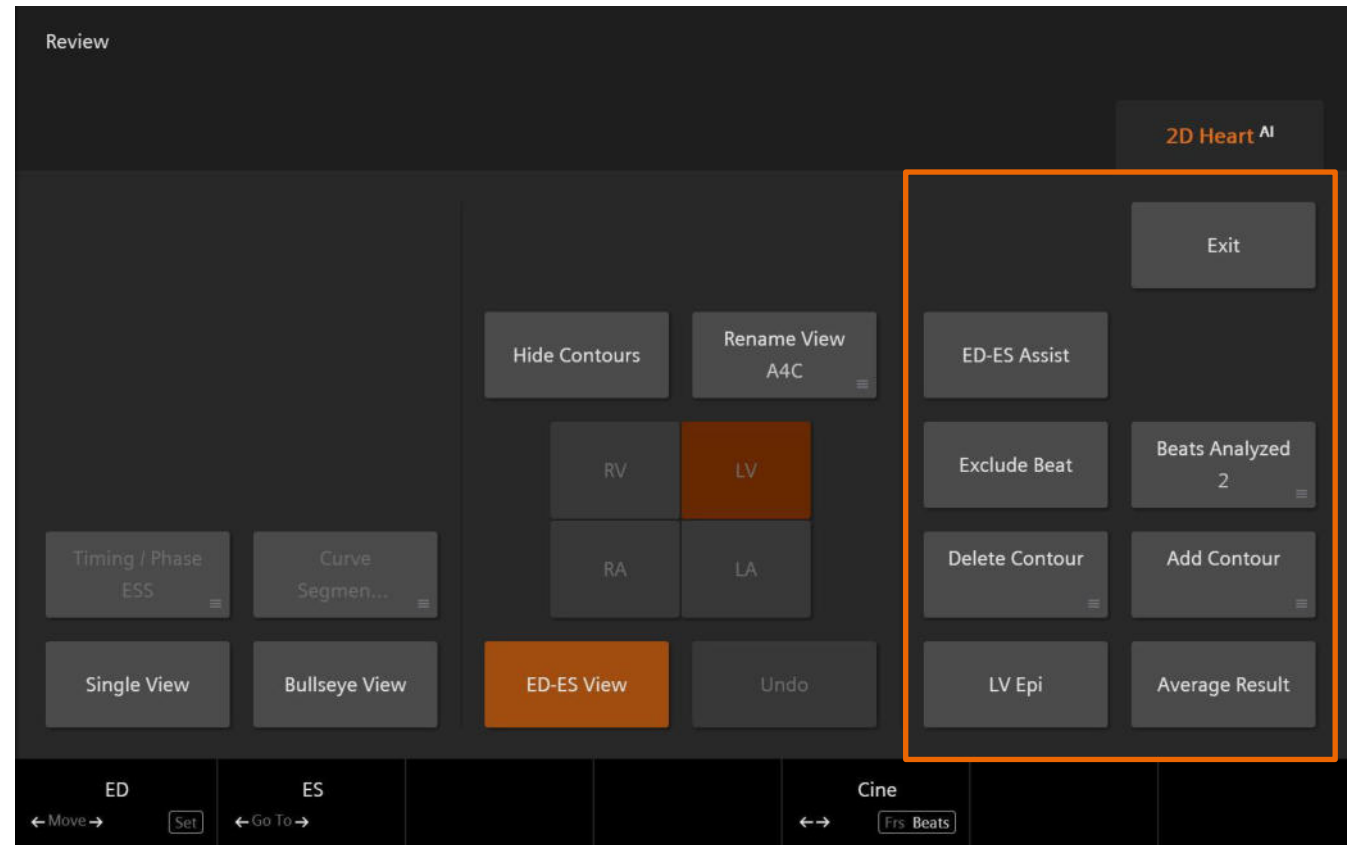 Review
2D Heart AI
Exit
Hide Contours
Rename View
A4C
ED-ES Assist
RV
LV
Exclude Beat
Beats Analyzed
2
Timing / Phase
ESS
Curve
Segmen...
RA
LA
Delete Contour
Add Contour
Single View
Bullseye View
ED-ES View
Undo
LV Epi
Average Result
ED
←Move→ Set
ES
←Go To→
Cine
←→ Frs Beats